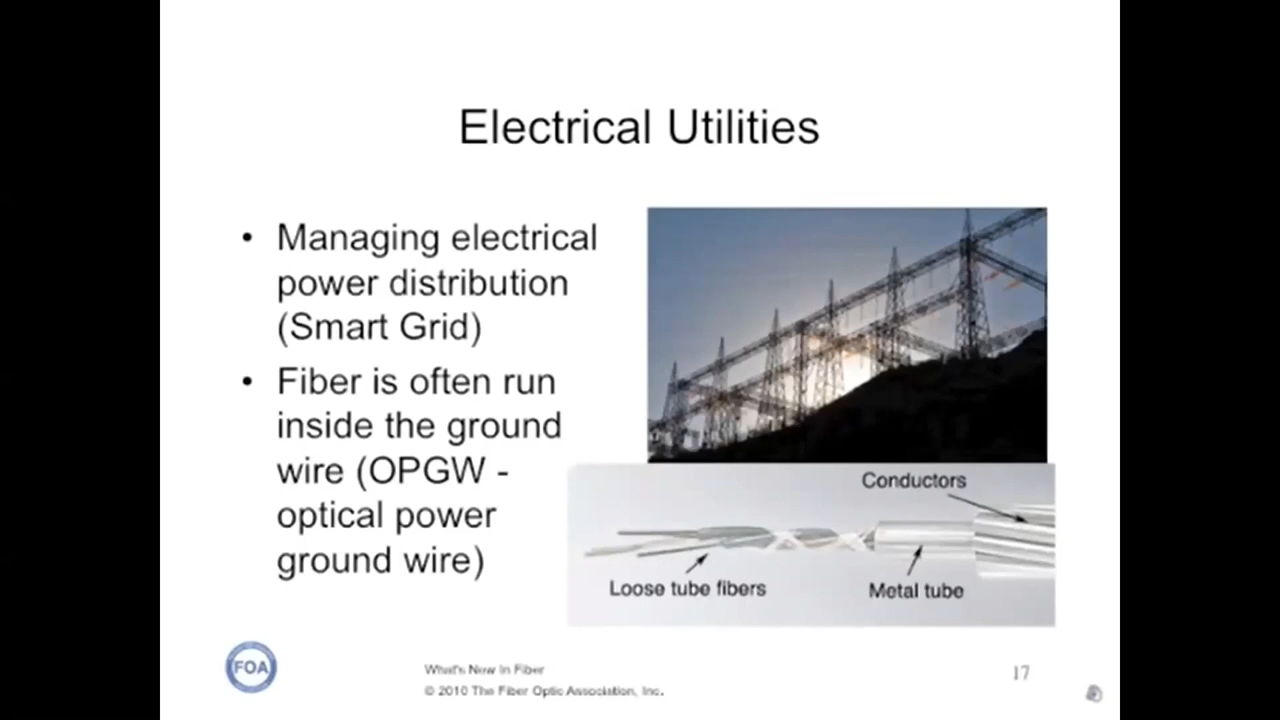 Electrical Utilities
• Managing electrical
power distribution
(Smart Grid)
• Fiber is often run
inside the ground
wire (OPGW -
optical power
ground wire)
Conductors
Loose tube fibers
Metal tube
FOA
What's New In Fiber
© 2010 The Fiber Optic Association, Inc.
17